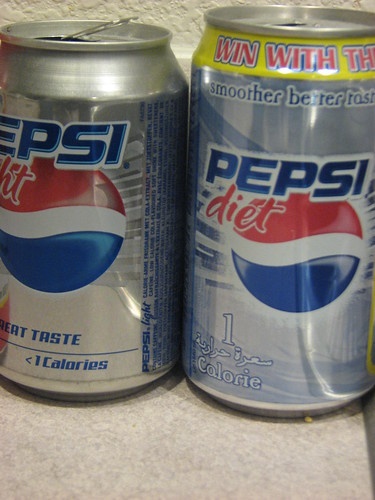 EPSI
ht
REAT TASTE
<1 Calories
PEPSI light
WIN WITH TH
smoother better tast
PEPSI
diet
1
سعرة حرارية
Calorie